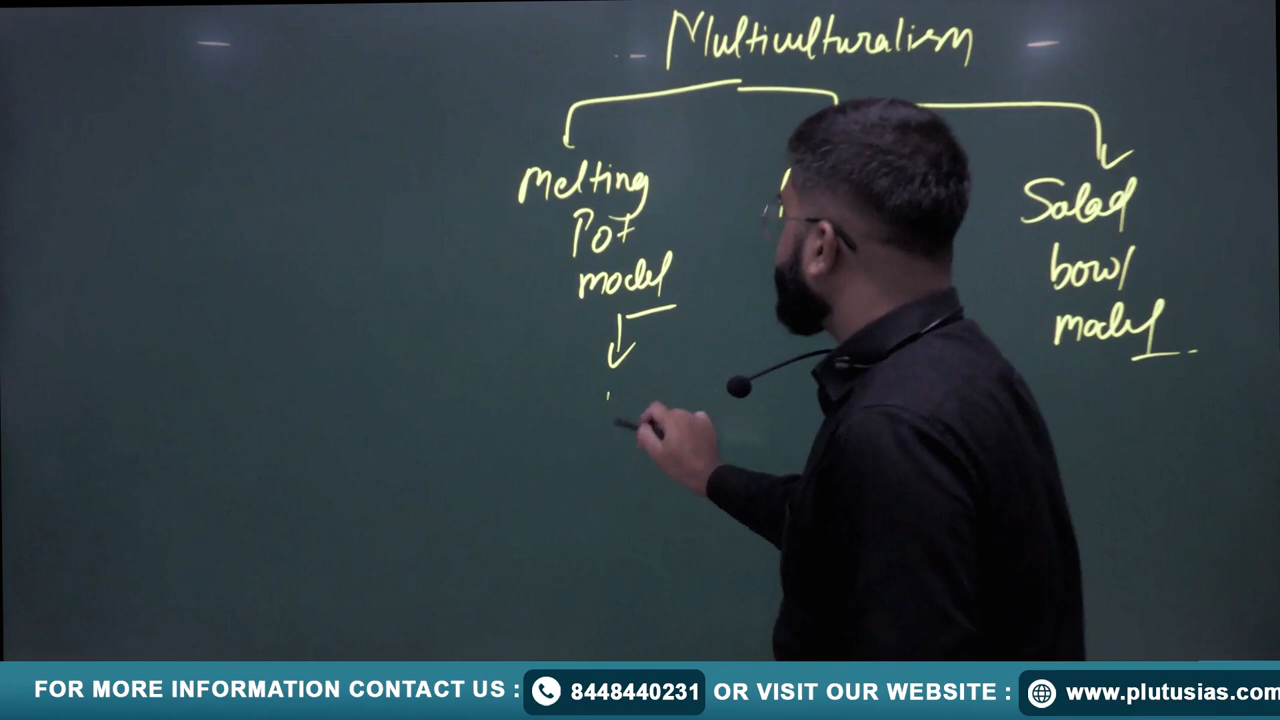 Multiculturalism
Melting
Pot
model
Salad
bowl
model
FOR MORE INFORMATION CONTACT US : 8448440231 OR VISIT OUR WEBSITE : www.plutusias.com